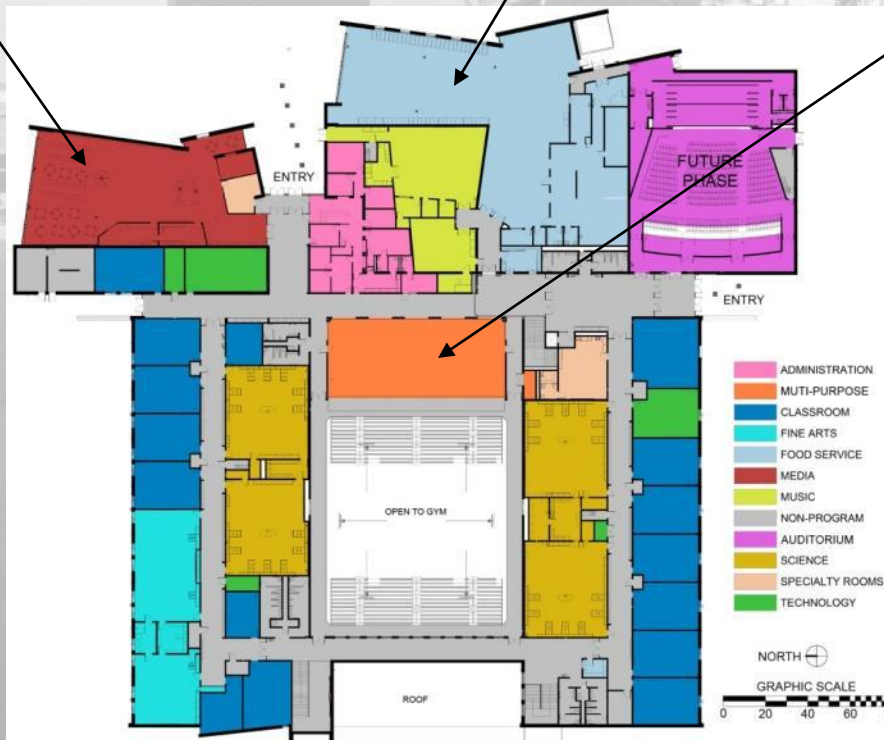 ENTRY
FUTURE
PHASE
ENTRY
OPEN TO GYM
ROOF
ADMINISTRATION
MUTI-PURPOSE
CLASSROOM
FINE ARTS
FOOD SERVICE
MEDIA
MUSIC
NON-PROGRAM
AUDITORIUM
SCIENCE
SPECIALTY ROOMS
TECHNOLOGY
NORTH
GRAPHIC SCALE
0 20 40 60